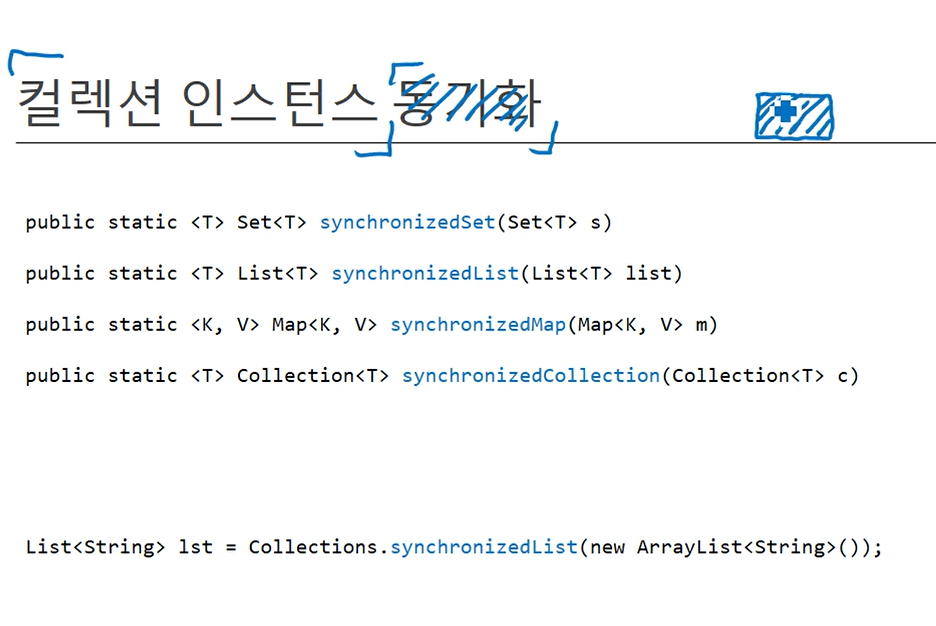 컬렉션 인스턴스 동기화
public static <T> Set<T> synchronizedSet(Set<T> s)
public static <T> List<T> synchronizedList(List<T> list)
public static <K, V> Map<K, V> synchronizedMap(Map<K, V> m)
public static <T> Collection<T> synchronizedCollection(Collection<T> c)
List<String> lst = Collections.synchronizedList(new ArrayList<String>());